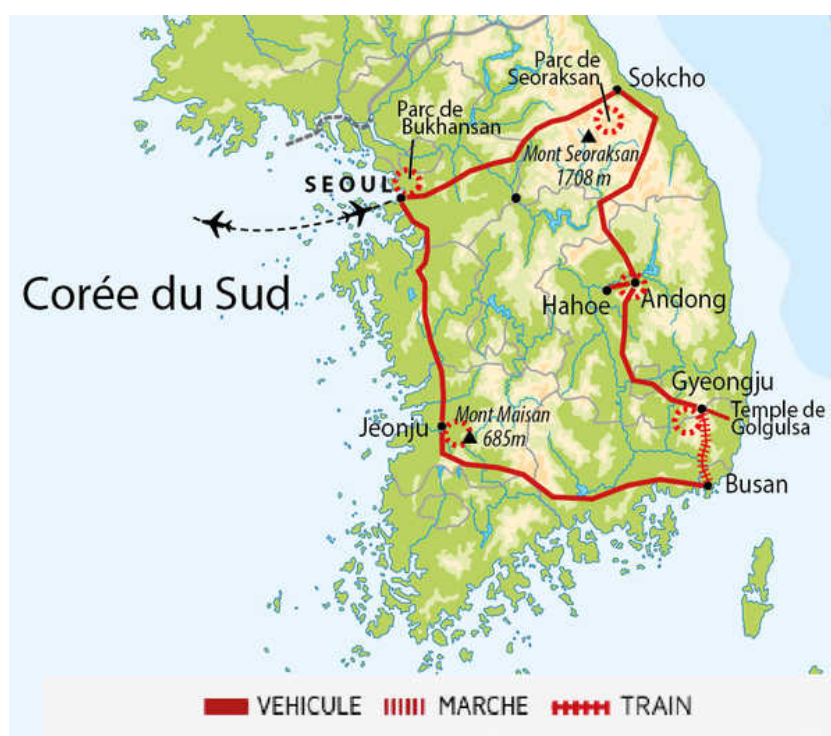 Parc de
Seoraksan
Sokcho
Parc de
Bukhansan
Mont Seoraksan
1708 m
SEOUL
Corée du Sud
Hahoe
Andong
Gyeongju
Temple de
Golgulsa
Jeonju
Mont Maisan
685m
Busan
VEHICULE
MARCHE
TRAIN